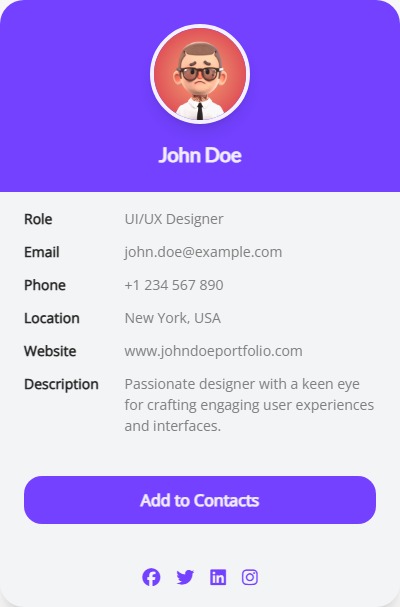 John Doe
Role UI/UX Designer
Email john.doe@example.com
Phone +1 234 567 890
Location New York, USA
Website www.johndoeportfolio.com
Description Passionate designer with a keen eye
for crafting engaging user experiences
and interfaces.
Add to Contacts